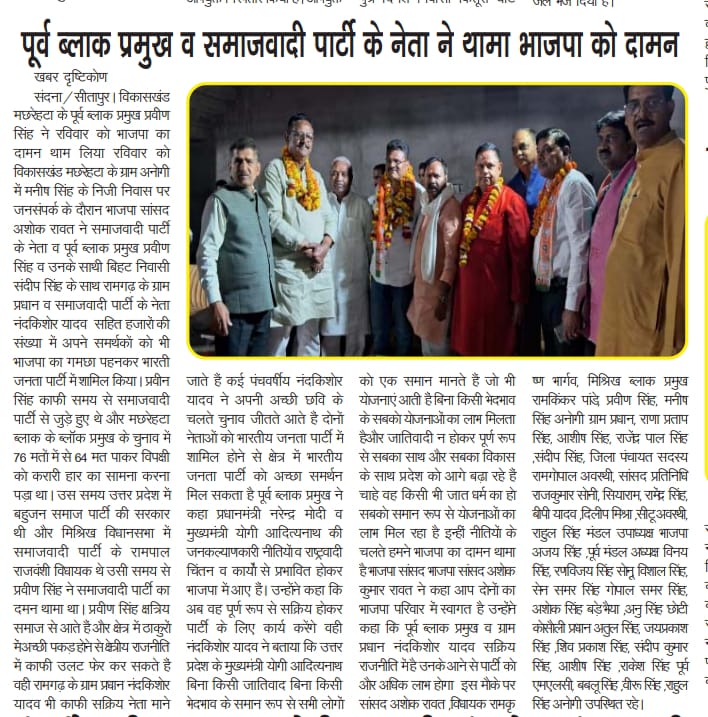 पूर्व ब्लाक प्रमुख व समाजवादी पार्टी के नेता ने थामा भाजपा को दामन
खबर दृष्टिकोण
संदना/सीतापुर। विकासखंड
मछरेहटा के पूर्व ब्लाक प्रमुख प्रवीण
सिंह ने रविवार को भाजपा का
दामन थाम लिया रविवार को
विकासखंड मछरेहटा के ग्राम अनोगी
में मनीष सिंह के निजी निवास पर
जनसंपर्क के दौरान भाजपा सांसद
अशोक रावत ने समाजवादी पार्टी
के नेता व पूर्व ब्लाक प्रमुख प्रवीण
सिंह व उनके साथी बिहट निवासी
संदीप सिंह के साथ रामगढ़ के ग्राम
प्रधान व समाजवादी पार्टी के नेता
नंदकिशोर यादव सहित हजारों की
संख्या में अपने समर्थकों को भी
भाजपा का गमछा पहनकर भारती
जनता पार्टी में शामिल किया। प्रवीन
सिंह काफी समय से समाजवादी
पार्टी से जुड़े हुए थे और मछरेहटा
ब्लाक के ब्लॉक प्रमुख के चुनाव में
76 मतों में से 64 मत पाकर विपक्षी
को करारी हार का सामना करना
पड़ा था। उस समय उत्तर प्रदेश में
बहुजन समाज पार्टी की सरकार
थी और मिश्रिख विधानसभा में
समाजवादी पार्टी के रामपाल
राजवंशी विधायक थे उसी समय से
प्रवीण सिंह ने समाजवादी पार्टी का
दमन थामा था। प्रवीण सिंह क्षत्रिय
समाज से आते हैं और क्षेत्र में ठाकुरों
में अच्छी पकड़ होने से क्षेत्रीय राजनीति
में काफी उलट फेर कर सकते हैं
वही रामगढ़ के ग्राम प्रधान नंदकिशोर
यादव भी काफी सक्रिय नेता माने
जाते हैं कई पंचवर्षीय नंदकिशोर
यादव ने अपनी अच्छी छवि के
चलते चुनाव जीतते आते है दोनों
नेताओं को भारतीय जनता पार्टी में
शामिल होने से क्षेत्र में भारतीय
जनता पार्टी को अच्छा समर्थन
मिल सकता है पूर्व ब्लाक प्रमुख ने
कहा प्रधानमंत्री नरेन्द्र मोदी व
मुख्यमंत्री योगी आदित्यनाथ की
जनकल्याणकारी नीतियों व राष्ट्रवादी
चिंतन व कार्यो से प्रभावित होकर
भाजपा में आए हैं। उन्होंने कहा कि
अब वह पूर्ण रूप से सक्रिय होकर
पार्टी के लिए कार्य करेंगे वही
नंदकिशोर यादव ने बताया कि उत्तर
प्रदेश के मुख्यमंत्री योगी आदित्यनाथ
बिना किसी जातिवाद बिना किसी
भेदभाव के समान रूप से सभी लोगो
को एक समान मानते हैं जो भी
योजनाएं आती है बिना किसी भेदभाव
के सबको योजनाओं का लाभ मिलता
है और जातिवादी न होकर पूर्ण रूप
से सबका साथ और सबका विकास
के साथ प्रदेश को आगे बढ़ा रहे हैं
चाहे वह किसी भी जात धर्म का हो
सबको समान रूप से योजनाओं का
लाभ मिल रहा है इन्हीं नीतियों के
चलते हमने भाजपा का दामन थामा
है भाजपा सांसद भाजपा सांसद अशोक
कुमार रावत ने कहा आप दोनों का
भाजपा परिवार में स्वागत है उन्होंने
कहा कि पूर्व ब्लाक प्रमुख व ग्राम
प्रधान नंदकिशोर यादव सक्रिय
राजनीति में है उनके आने से पार्टी को
और अधिक लाभ होगा इस मौके पर
सांसद अशोक रावत ,विधायक रामकृ
ष्ण भार्गव, मिश्रिख ब्लाक प्रमुख
रामकिंकर पांडे, प्रवीण सिंह, मनीष
सिंह अनोगी ग्राम प्रधान, राणा प्रताप
सिंह, आशीष सिंह, राजेंद्र पाल सिंह
,संदीप सिंह, जिला पंचायत सदस्य
रामगोपाल अवस्थी, सांसद प्रतिनिधि
राजकुमार सोनी, सियाराम, रामेंद्र सिंह,
बीपी यादव ,दिलीप मिश्रा ,सीटू अवस्थी,
राहुल सिंह मंडल उपाध्यक्ष भाजपा
अजय सिंह ,पूर्व मंडल अध्यक्ष विनय
सिंह, रणविजय सिंह सोनू, विशाल सिंह,
सेन समर सिंह गोपाल समर सिंह,
अशोक सिंह बड़े भैया ,अनु सिंह छोटी
कोसौली प्रधान अतुल सिंह, जयप्रकाश
सिंह ,शिव प्रकाश सिंह, संदीप कुमार
सिंह, आशीष सिंह ,राकेश सिंह पूर्व
एमएलसी, बबलू सिंह ,वीरू सिंह ,राहुल
सिंह अनोगी उपस्थित रहे।